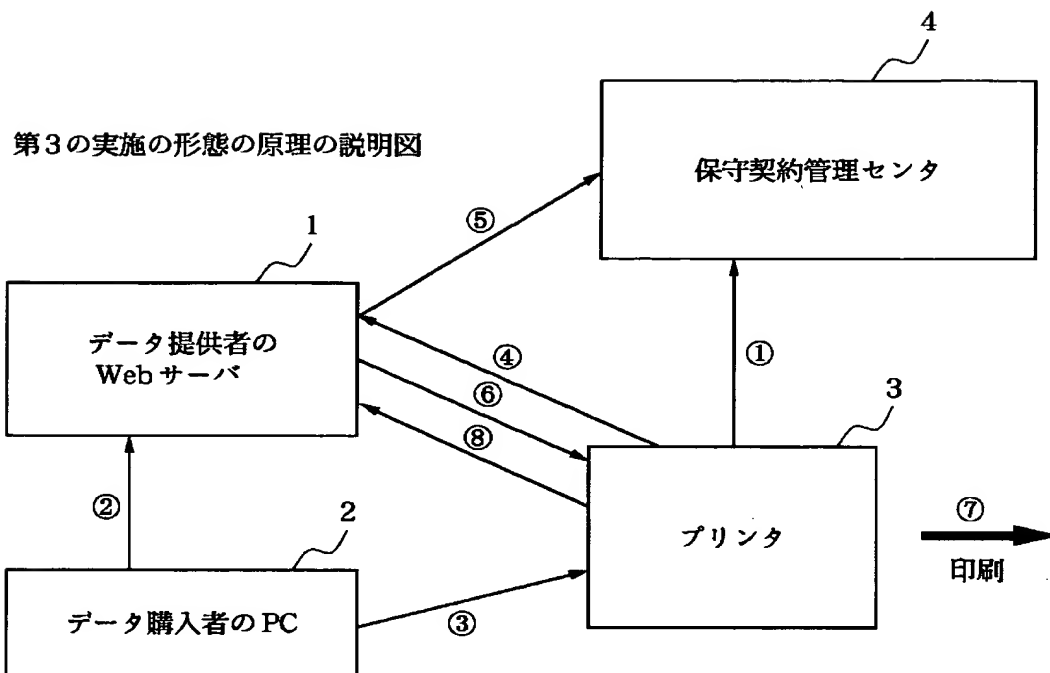 4
第3の実施の形態の原理の説明図
保守契約管理センタ
⑤
1
データ提供者の
Webサーバ
④
①
⑥
3
⑧
②
2
プリンタ
⑦
印刷
データ購入者のPC
③